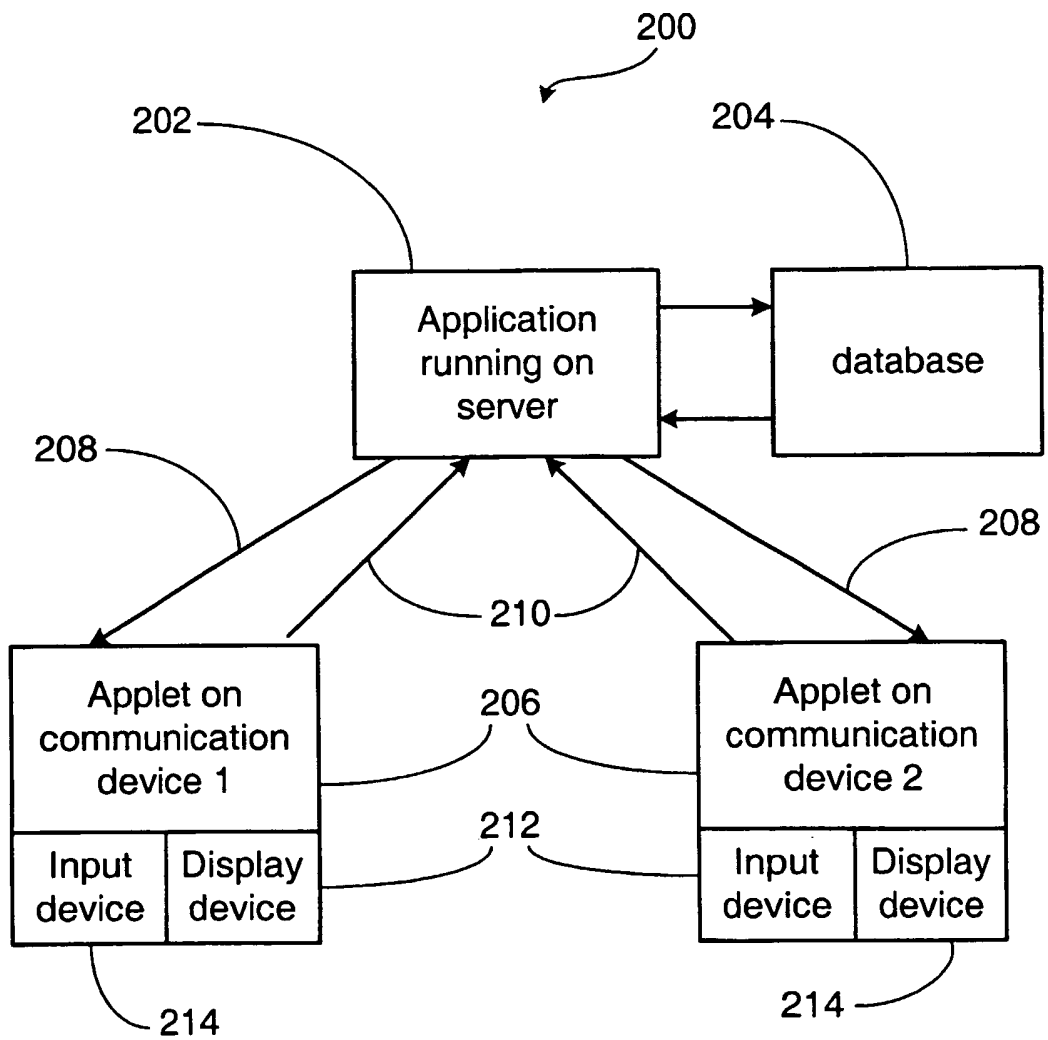 200
202
204
Application
running on
server
database
208
208
210
Applet on
communication
device 1
206
Applet on
communication
device 2
212
Input
device
Display
device
Input
device
Display
device
214
214